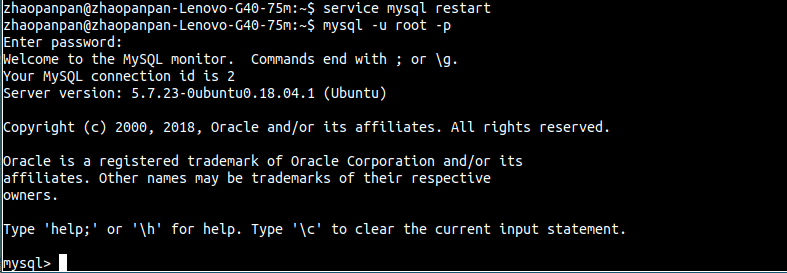 zhaopanpan@zhaopanpan-Lenovo-G40-75m:~$ service mysql restart
zhaopanpan@zhaopanpan-Lenovo-G40-75m:~$ mysql -u root -p
Enter password:
Welcome to the MySQL monitor.  Commands end with ; or \g.
Your MySQL connection id is 2
Server version: 5.7.23-0ubuntu0.18.04.1 (Ubuntu)
Copyright (c) 2000, 2018, Oracle and/or its affiliates. All rights reserved.
Oracle is a registered trademark of Oracle Corporation and/or its
affiliates. Other names may be trademarks of their respective
owners.
Type 'help;' or '\h' for help. Type '\c' to clear the current input statement.
mysql>